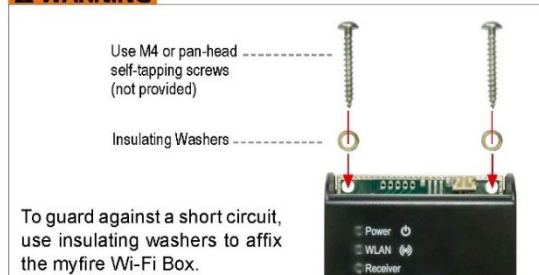 WARNING
Use M4 or pan-head
self-tapping screws
(not provided)
Insulating Washers
To guard against a short circuit,
use insulating washers to affix
the myfire Wi-Fi Box.
Power
WLAN
Receiver